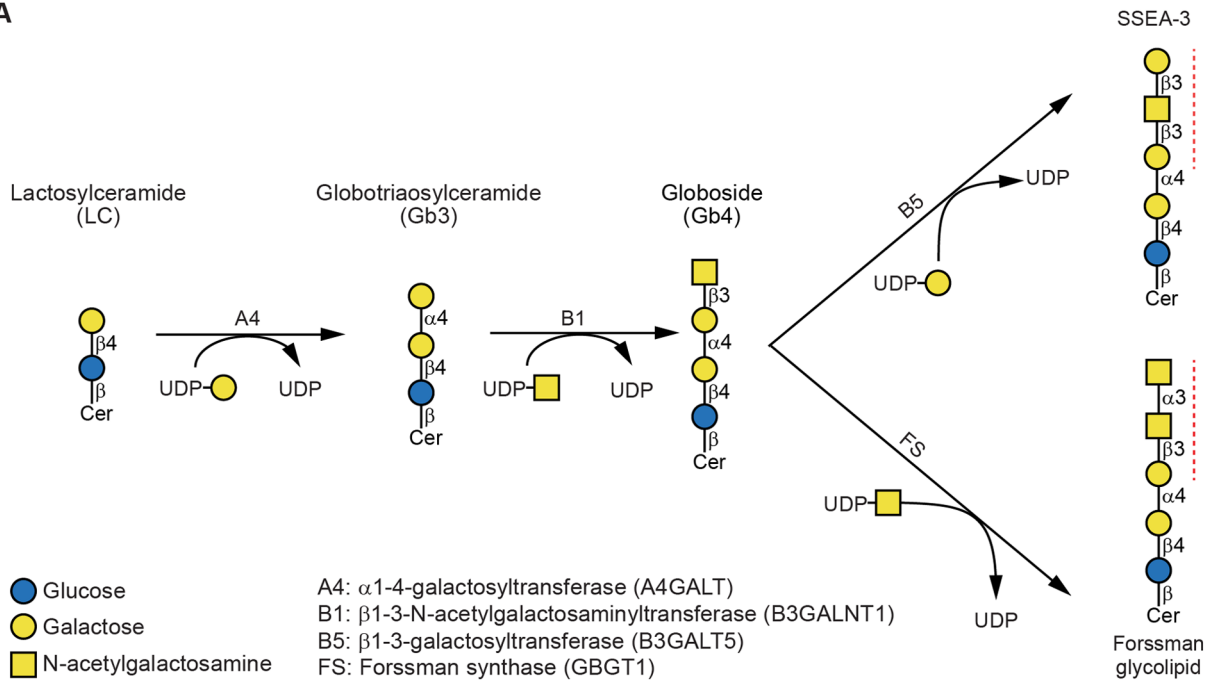 A
SSEA-3
β3
β3
α4
β4
β
Cer
Lactosylceramide
(LC)
β4
β
Cer
A4
UDP
UDP
Globotriaosylceramide
(Gb3)
α4
β4
β
Cer
B1
UDP
UDP
Globoside
(Gb4)
β3
α4
β4
β
Cer
B5
UDP
UDP
FS
UDP
UDP
α3
β3
α4
β4
β
Cer
Forssman
glycolipid
Glucose
Galactose
N-acetylgalactosamine
A4: α1-4-galactosyltransferase (A4GALT)
B1: β1-3-N-acetylgalactosaminyltransferase (B3GALNT1)
B5: β1-3-galactosyltransferase (B3GALT5)
FS: Forssman synthase (GBGT1)